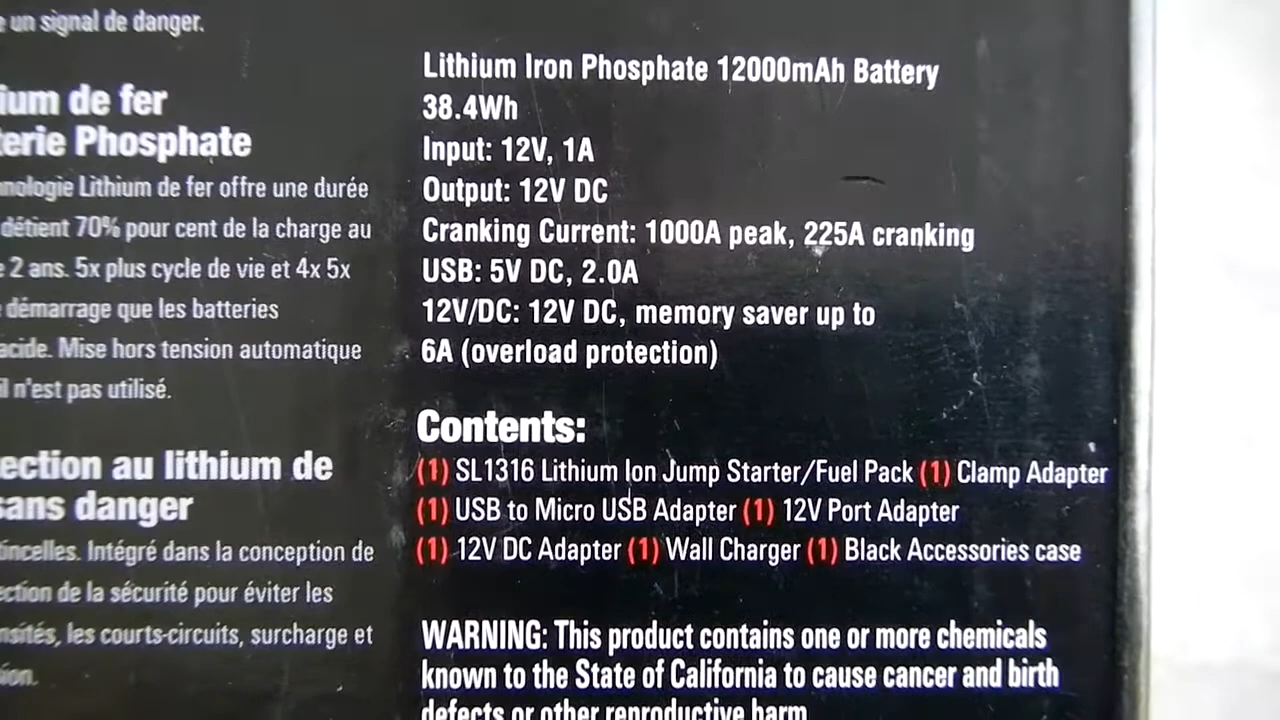 un signal de danger.
ium de fer
terie Phosphate
Lithium de fer offre une durée
détient 70% pour cent de la charge au
2 ans. 5x plus cycle de vie et 4x 5x
démarrage que les batteries
acide. Mise hors tension automatique
il n'est pas utilisé.
ection au lithium de
sans danger
tincelles. Intégré dans la conception de
ection de la sécurité pour éviter les
nsités, les courts-circuits, surcharge et
Lithium Iron Phosphate 12000mAh Battery
38.4Wh
Input: 12V, 1A
Output: 12V DC
Cranking Current: 1000A peak, 225A cranking
USB: 5V DC, 2.0A
12V/DC: 12V DC, memory saver up to
6A (overload protection)
Contents:
(1) SL1316 Lithium Ion Jump Starter/Fuel Pack (1) Clamp Adapter
(1) USB to Micro USB Adapter (1) 12V Port Adapter
(1) 12V DC Adapter (1) Wall Charger (1) Black Accessories case
WARNING: This product contains one or more chemicals
known to the State of California to cause cancer and birth
defects or other reproductive harm